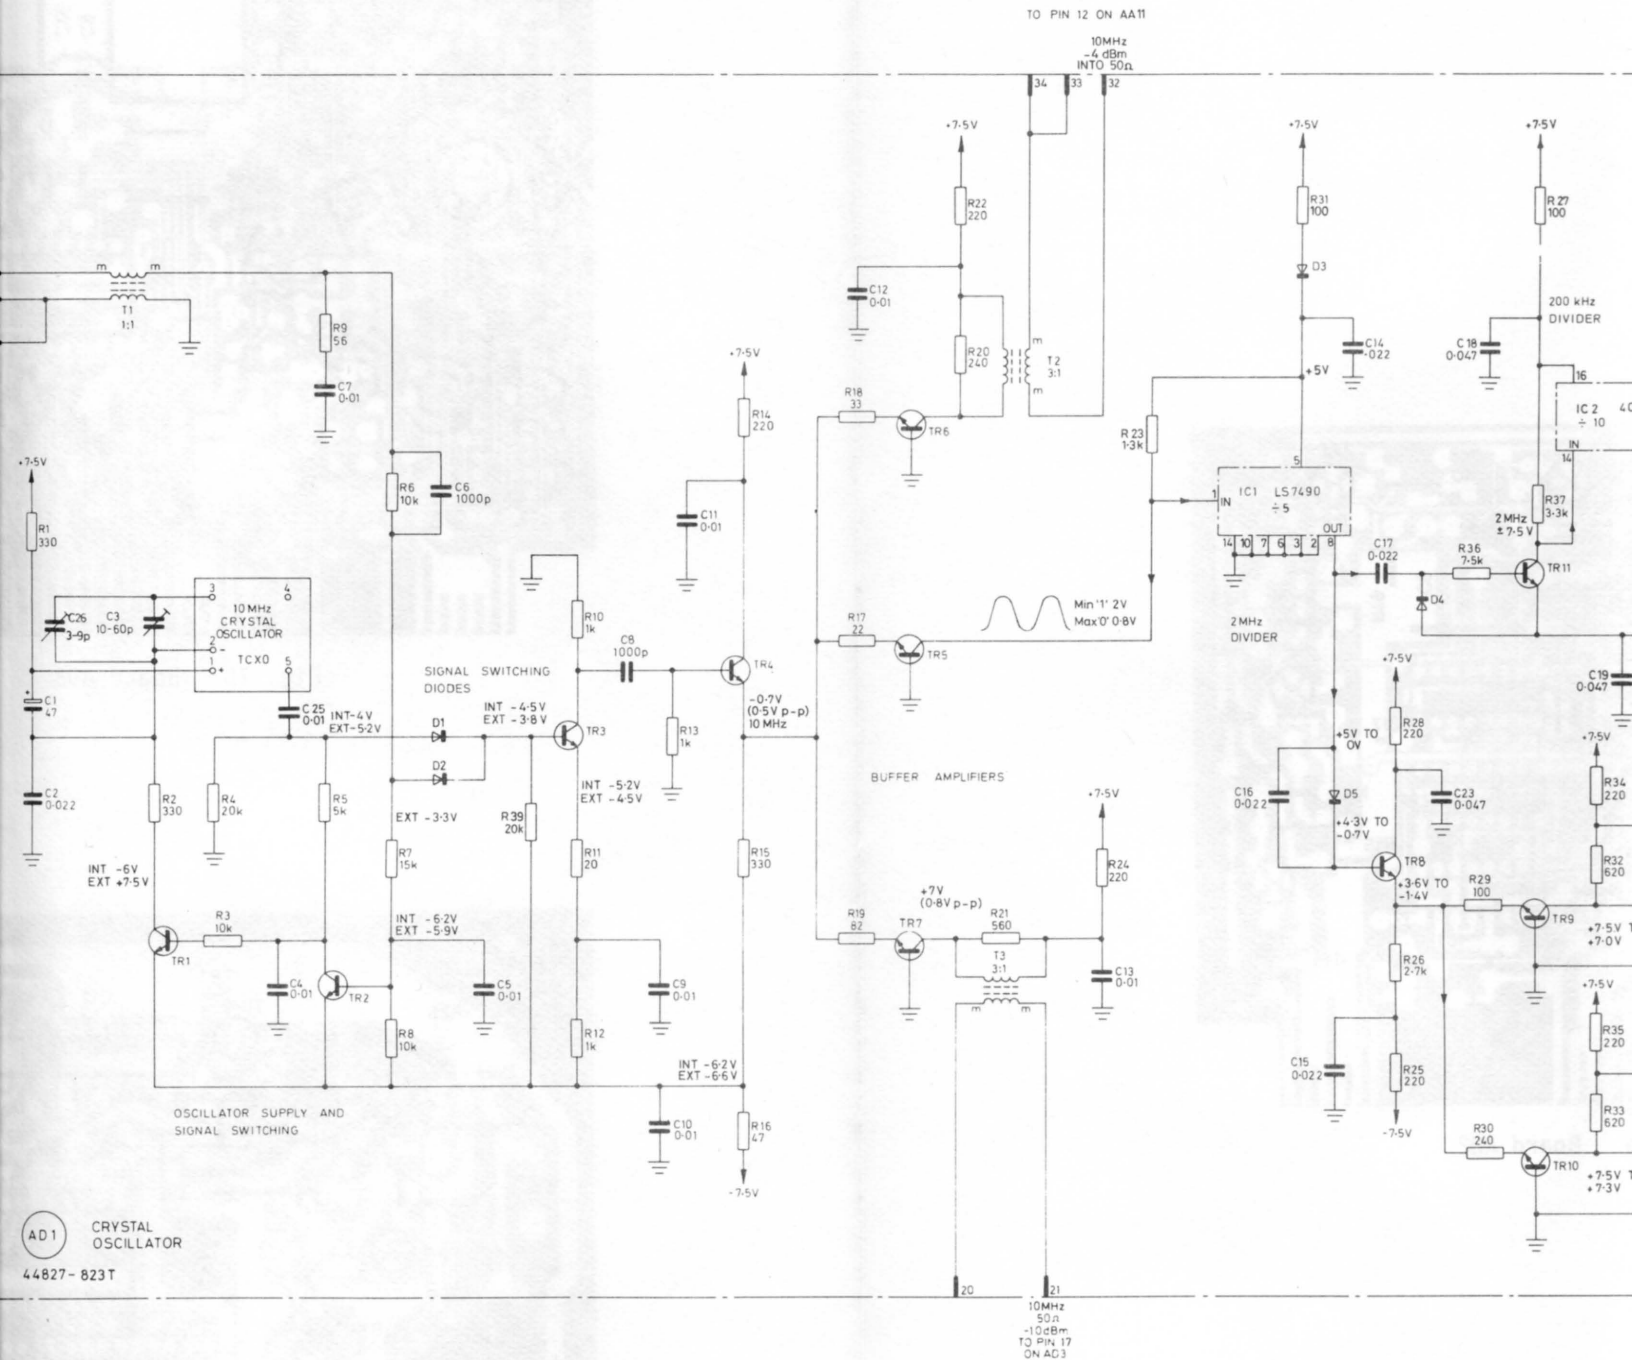 TO PIN 12 ON AA11
10MHz
-4 dBm
INTO 50Ω
34
33
32
+7·5V
+7·5V
+7·5V
R22
220
R31
100
R27
100
D3
m
m
T1
1:1
C12
0·01
200 kHz
DIVIDER
R9
56
C7
0·01
R20
240
m
T2
3:1
m
C14
·022
C18
0·047
+7·5V
+5V
16
IC 2
÷ 10
IN
14
R14
220
R18
33
TR6
R23
1·3k
+7·5V
R1
330
R6
10k
C6
1000p
5
1
IN
IC1 LS7490
÷5
OUT
14
10
7
6
3
2
8
R37
3·3k
2MHz
±7·5V
C11
0·01
C17
0·022
R36
7·5k
TR11
D4
3
4
10MHz
CRYSTAL
OSCILLATOR
2
-
1
+
TCXO
5
C26
3-9p
C3
10-60p
R10
1k
C8
1000p
R17
22
TR5
Min '1' 2V
Max '0' 0·8V
2MHz
DIVIDER
+
C1
47
C25
0·01
INT-4V
EXT-5·2V
SIGNAL SWITCHING
DIODES
D1
D2
INT -4·5V
EXT -3·8V
TR3
R13
1k
TR4
-0·7V
(0·5V p-p)
10 MHz
+7·5V
C19
0·047
R28
220
+5V TO
0V
+7·5V
C2
0·022
R2
330
R4
20k
R5
5k
EXT -3·3V
R39
20k
INT -5·2V
EXT -4·5V
BUFFER AMPLIFIERS
+7·5V
C16
0·022
D5
+4·3V TO
-0·7V
C23
0·047
R34
220
INT -6V
EXT +7·5V
R7
15k
R11
20
R15
330
R24
220
TR8
+3·6V TO
-1·4V
R29
100
R32
620
R3
10k
TR1
INT -6·2V
EXT -5·9V
R19
82
+7V
(0·8V p-p)
TR7
R21
560
T3
3:1
m
m
C13
0·01
TR9
+7·5V T
+7·0V
R26
2·7k
C4
0·01
TR2
C5
0·01
C9
0·01
+7·5V
R8
10k
R12
1k
R35
220
INT -6·2V
EXT -6·6V
C15
0·022
R25
220
-7·5V
R33
620
OSCILLATOR SUPPLY AND
SIGNAL SWITCHING
C10
0·01
R16
47
-7·5V
R30
240
TR10
+7·5V T
+7·3V
AD1
CRYSTAL
OSCILLATOR
44827-823T
20
21
10MHz
50Ω
-10dBm
TO PIN 17
ON AD3